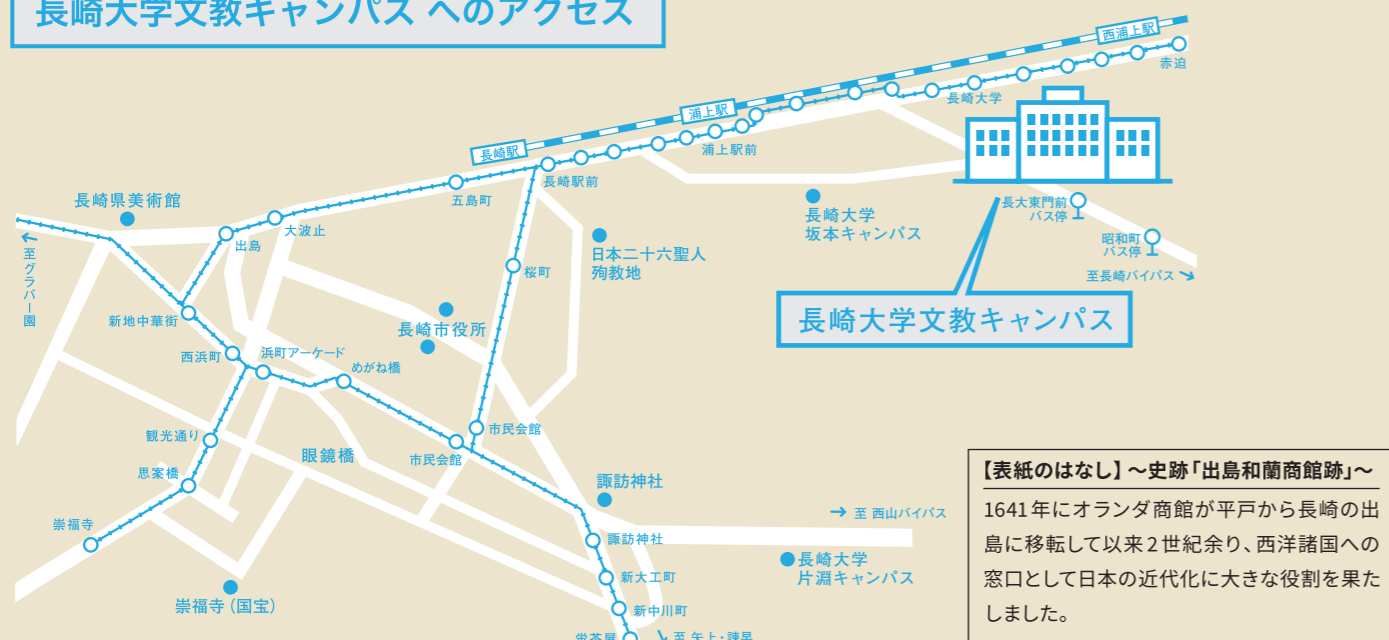 長崎大学文教キャンパス へのアクセス
西浦上駅
赤迫
浦上駅
長崎大学
長崎駅
浦上駅前
長崎駅前
五島町
長崎県美術館
大波止
出島
←至グラバー園
日本二十六聖人
殉教地
桜町
長崎大学
坂本キャンパス
長大東門前
バス停
昭和町
バス停
至長崎バイパス→
長崎大学文教キャンパス
新地中華街
長崎市役所
西浜町
浜町アーケード
めがね橋
観光通り
眼鏡橋
市民会館
市民会館
思案橋
諏訪神社
崇福寺
→ 至 西山バイパス
諏訪神社
長崎大学
片淵キャンパス
新大工町
崇福寺（国宝）
新中川町
↘ 至 矢上・諫早
【表紙のはなし】～史跡「出島和蘭商館跡」～
1641年にオランダ商館が平戸から長崎の出
島に移転して以来2世紀余り、西洋諸国への
窓口として日本の近代化に大きな役割を果た
しました。